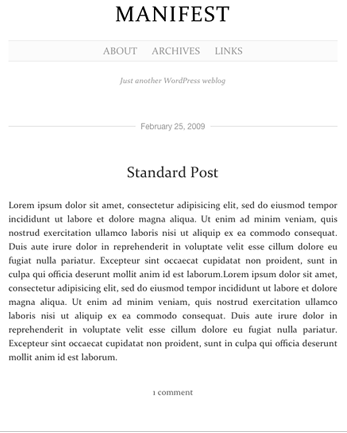 MANIFEST
ABOUT ARCHIVES LINKS
Just another WordPress weblog
February 25, 2009
Standard Post
Lorem ipsum dolor sit amet, consectetur adipisicing elit, sed do eiusmod tempor
incididunt ut labore et dolore magna aliqua. Ut enim ad minim veniam, quis
nostrud exercitation ullamco laboris nisi ut aliquip ex ea commodo consequat.
Duis aute irure dolor in reprehenderit in voluptate velit esse cillum dolore eu
fugiat nulla pariatur. Excepteur sint occaecat cupidatat non proident, sunt in
culpa qui officia deserunt mollit anim id est laborum.Lorem ipsum dolor sit amet,
consectetur adipisicing elit, sed do eiusmod tempor incididunt ut labore et dolore
magna aliqua. Ut enim ad minim veniam, quis nostrud exercitation ullamco
laboris nisi ut aliquip ex ea commodo consequat. Duis aute irure dolor in
reprehenderit in voluptate velit esse cillum dolore eu fugiat nulla pariatur.
Excepteur sint occaecat cupidatat non proident, sunt in culpa qui officia deserunt
mollit anim id est laborum.
1 comment